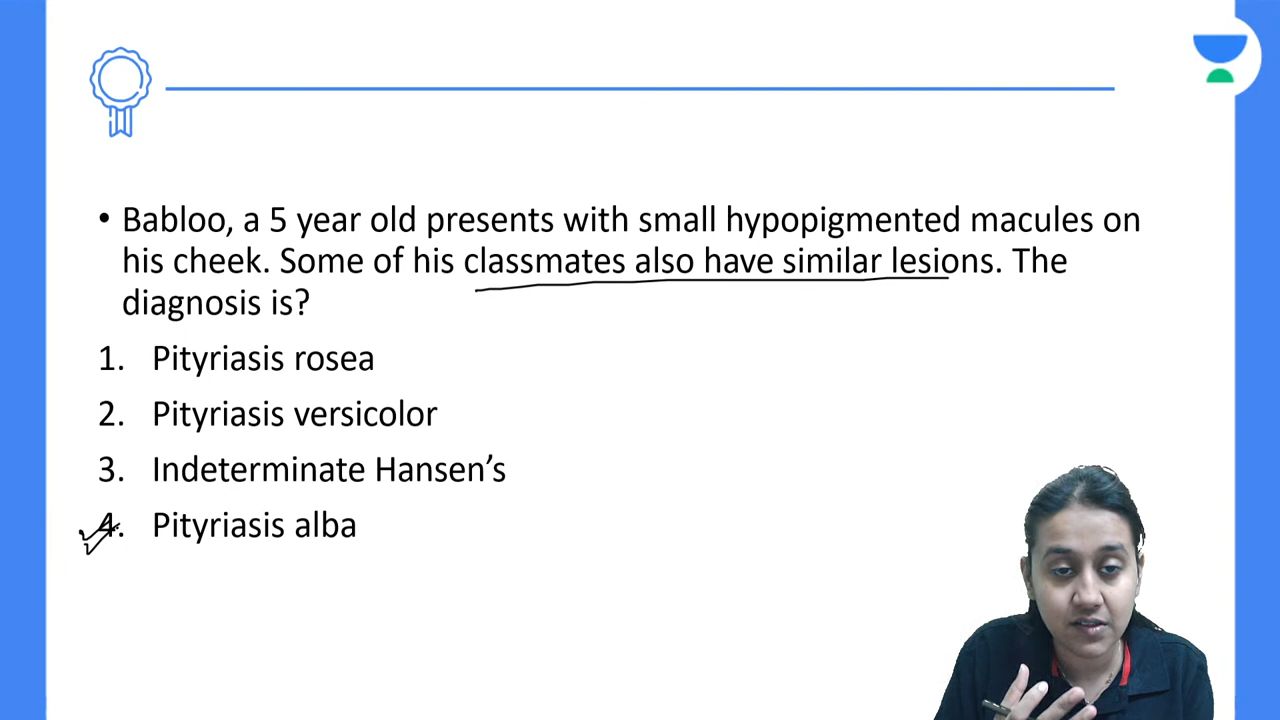 • Babloo, a 5 year old presents with small hypopigmented macules on
his cheek. Some of his classmates also have similar lesions. The
diagnosis is?
1. Pityriasis rosea
2. Pityriasis versicolor
3. Indeterminate Hansen’s
4. Pityriasis alba